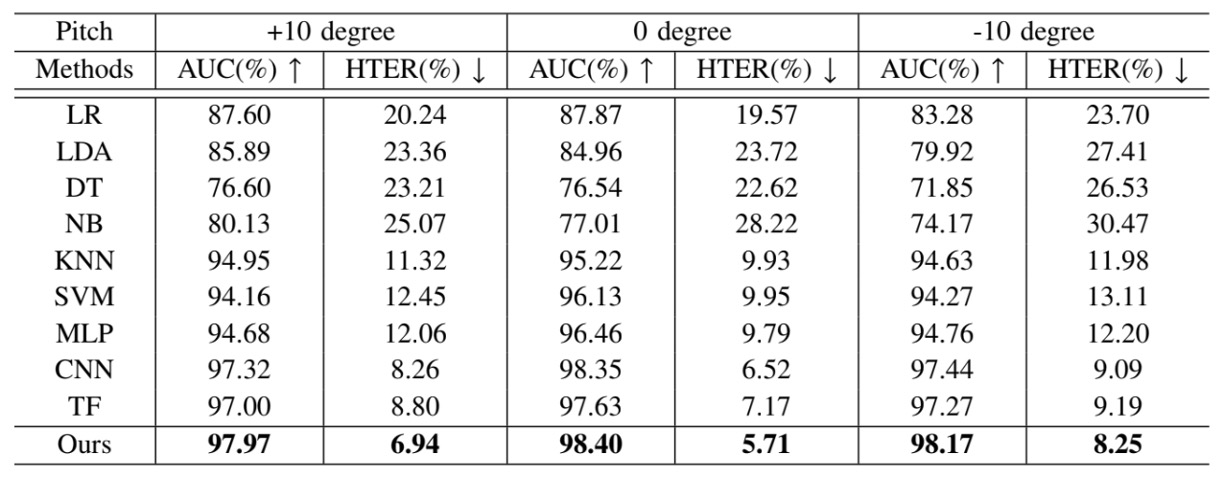 Pitch +10 degree 0 degree -10 degree
Methods AUC(%) ↑ HTER(%) ↓ AUC(%) ↑ HTER(%) ↓ AUC(%) ↑ HTER(%) ↓
LR 87.60 20.24 87.87 19.57 83.28 23.70
LDA 85.89 23.36 84.96 23.72 79.92 27.41
DT 76.60 23.21 76.54 22.62 71.85 26.53
NB 80.13 25.07 77.01 28.22 74.17 30.47
KNN 94.95 11.32 95.22 9.93 94.63 11.98
SVM 94.16 12.45 96.13 9.95 94.27 13.11
MLP 94.68 12.06 96.46 9.79 94.76 12.20
CNN 97.32 8.26 98.35 6.52 97.44 9.09
TF 97.00 8.80 97.63 7.17 97.27 9.19
Ours 97.97 6.94 98.40 5.71 98.17 8.25